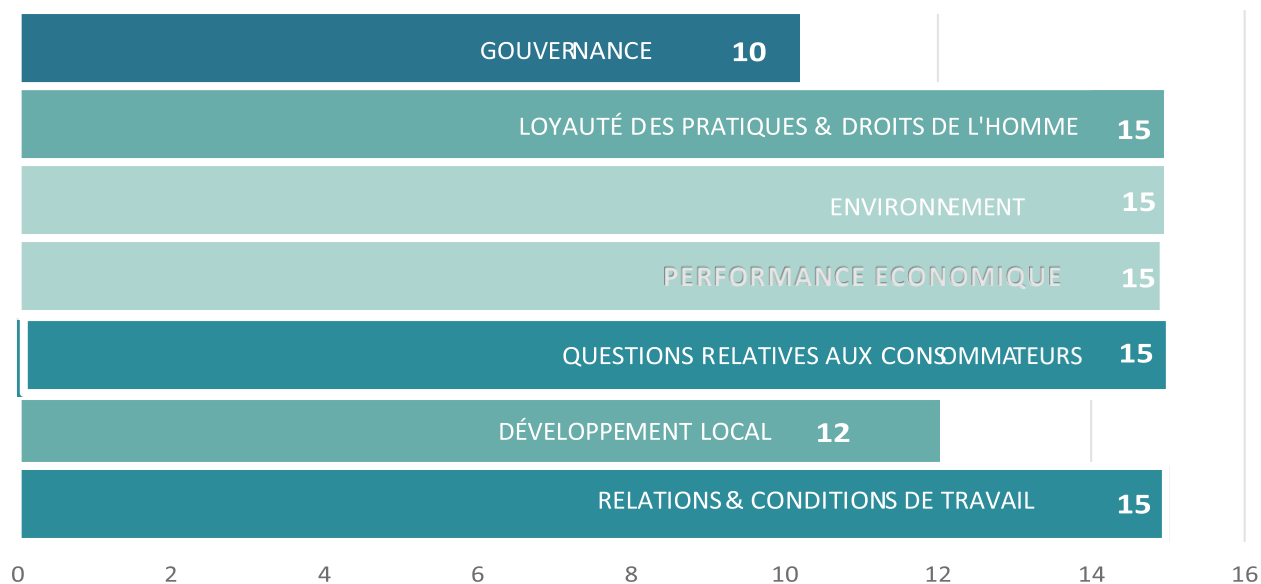 GOUVERNANCE 10
LOYAUTÉ DES PRATIQUES & DROITS DE L'HOMME 15
ENVIRONNEMENT 15
PERFORMANCE ECONOMIQUE 15
QUESTIONS RELATIVES AUX CONSOMMATEURS 15
DÉVELOPPEMENT LOCAL 12
RELATIONS & CONDITIONS DE TRAVAIL 15
0 2 4 6 8 10 12 14 16